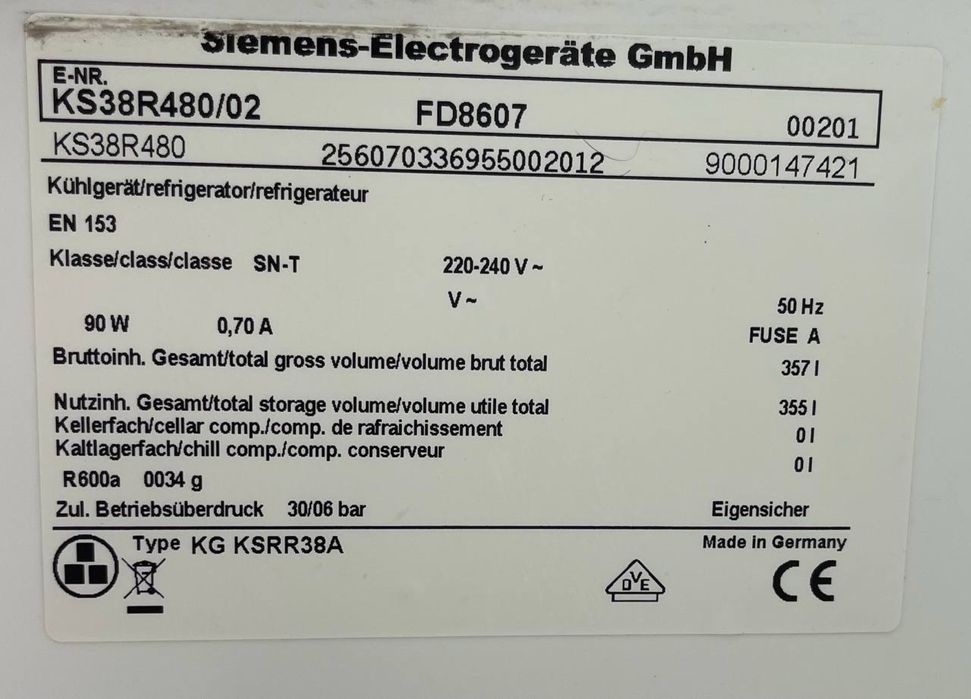 Siemens-Electrogeräte GmbH
E-NR.
KS38R480/02 FD8607 00201
KS38R480 256070336955002012 9000147421
Kühlgerät/refrigerator/refrigerateur
EN 153
Klasse/class/classe SN-T 220-240 V ~
V ~ 50 Hz
90 W 0,70 A FUSE A
Bruttoinh. Gesamt/total gross volume/volume brut total 357 l
Nutzinh. Gesamt/total storage volume/volume utile total 355 l
Kellerfach/cellar comp./comp. de rafraichissement 0 l
Kaltlagerfach/chill comp./comp. conserveur 0 l
R600a 0034 g
Zul. Betriebsüberdruck 30/06 bar Eigensicher
Type KG KSRR38A Made in Germany
DVE CE